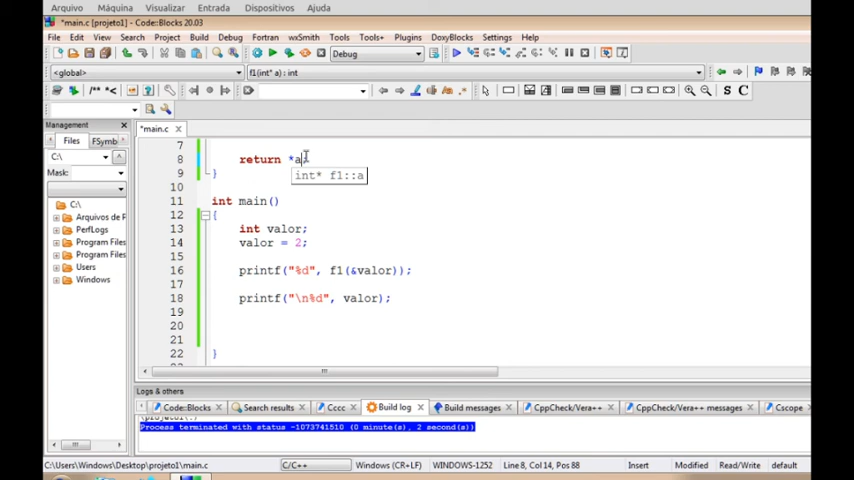 Arquivo Máquina Visualizar Entrada Dispositivos Ajuda
*main.c [projeto1] - Code::Blocks 20.03
File Edit View Search Project Build Debug Fortran wxSmith Tools Tools+ Plugins DoxyBlocks Settings Help
Debug
<global> f1(int* a) : int
/** *<
Management
Files FSymb
C:\
Mask:
C:\
Arquivos de P
PerfLogs
Program Files
Program Files
Users
Windows
*main.c
7
8 return *a;
int* f1::a
9 }
10
11 int main()
12 {
13 int valor;
14 valor = 2;
15
16 printf("%d", f1(&valor));
17
18 printf("\n%d", valor);
19
20
21
22 }
Logs & others
Code::Blocks Search results Cccc Build log Build messages CppCheck/Vera++ CppCheck/Vera++ messages Cscope
Process terminated with status -1073741510 (0 minute(s), 2 second(s))
C:\Users\Windows\Desktop\projeto1\main.c C/C++ Windows (CR+LF) WINDOWS-1252 Line 8, Col 14, Pos 88 Insert Modified Read/Write default